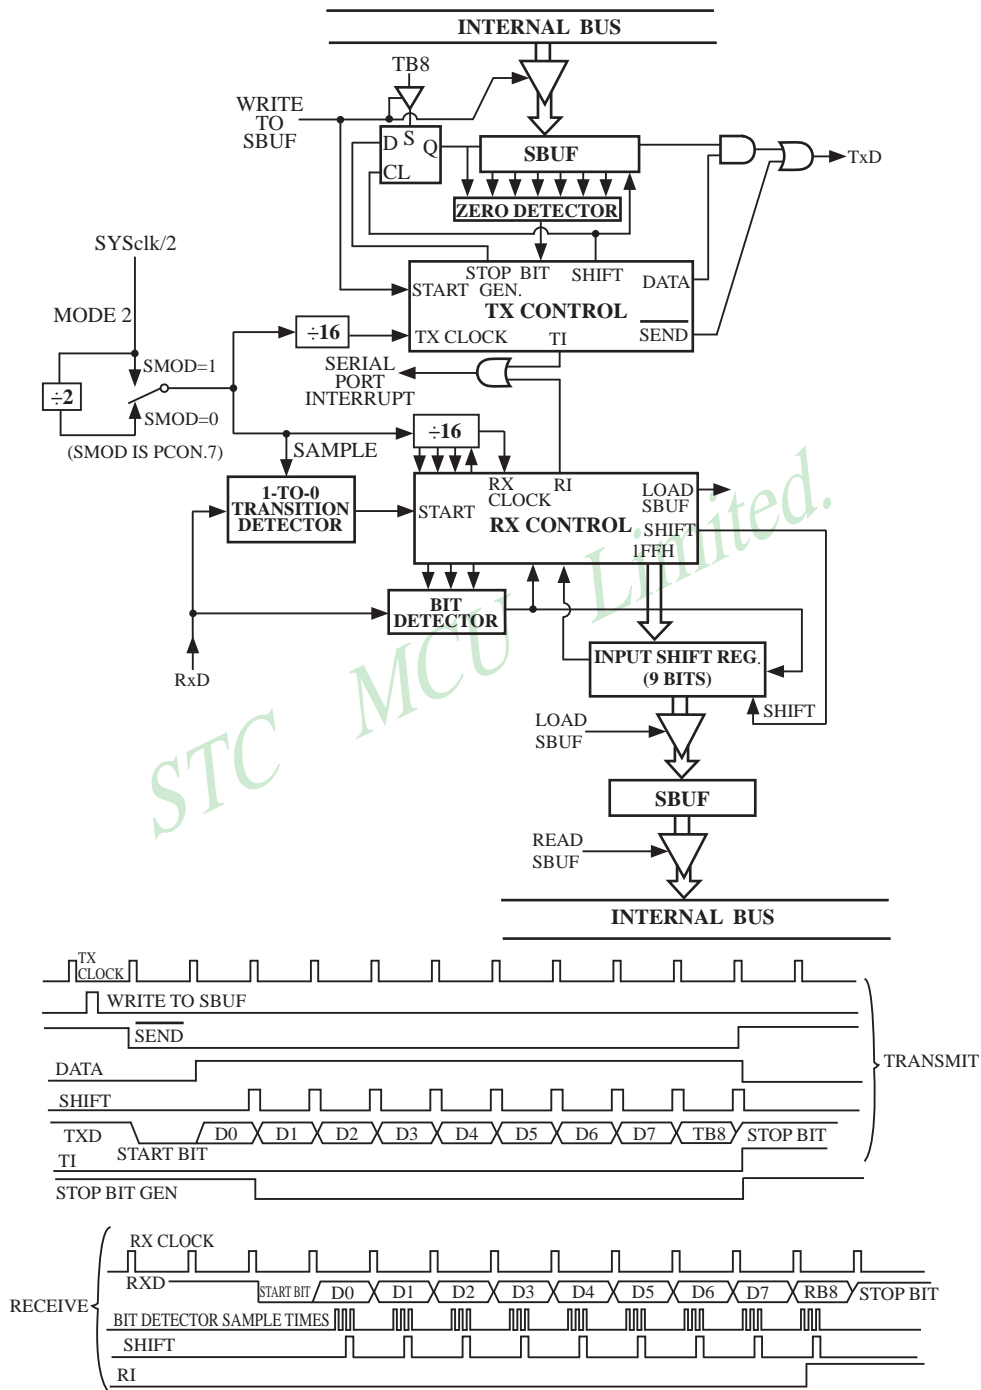 INTERNAL BUS
TB8
WRITE
TO
SBUF
D
S
Q
CL
SBUF
TxD
ZERO DETECTOR
SYSclk/2
STOP BIT
GEN.
SHIFT
DATA
START
TX CONTROL
MODE 2
÷16
TX CLOCK
TI
SEND
SERIAL
PORT
INTERRUPT
SMOD=1
÷2
SMOD=0
(SMOD IS PCON.7)
SAMPLE
÷16
1-TO-0
TRANSITION
DETECTOR
START
RX
CLOCK
RI
LOAD
SBUF
RX CONTROL
SHIFT
1FFH
BIT
DETECTOR
RxD
INPUT SHIFT REG.
(9 BITS)
SHIFT
LOAD
SBUF
SBUF
READ
SBUF
INTERNAL BUS
STC MCU Limited.
TX
CLOCK
WRITE TO SBUF
SEND
DATA
TRANSMIT
SHIFT
TXD
START BIT
D0 D1 D2 D3 D4 D5 D6 D7 TB8 STOP BIT
TI
STOP BIT GEN
RX CLOCK
RXD
START BIT D0 D1 D2 D3 D4 D5 D6 D7 RB8 STOP BIT
RECEIVE
BIT DETECTOR SAMPLE TIMES
SHIFT
RI